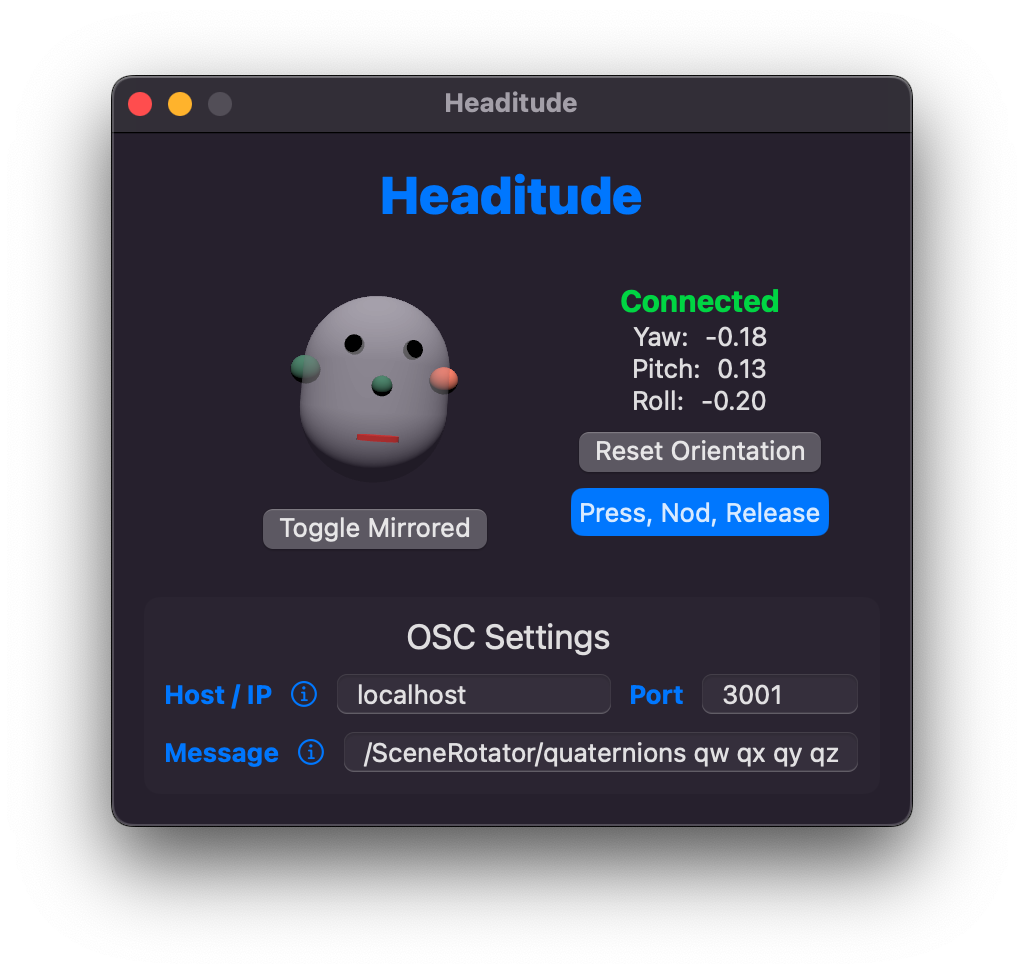 Headitude
Headitude
Connected
Yaw: -0.18
Pitch: 0.13
Roll: -0.20
Reset Orientation
Press, Nod, Release
Toggle Mirrored
OSC Settings
Host / IP localhost Port 3001
Message /SceneRotator/quaternions qw qx qy qz